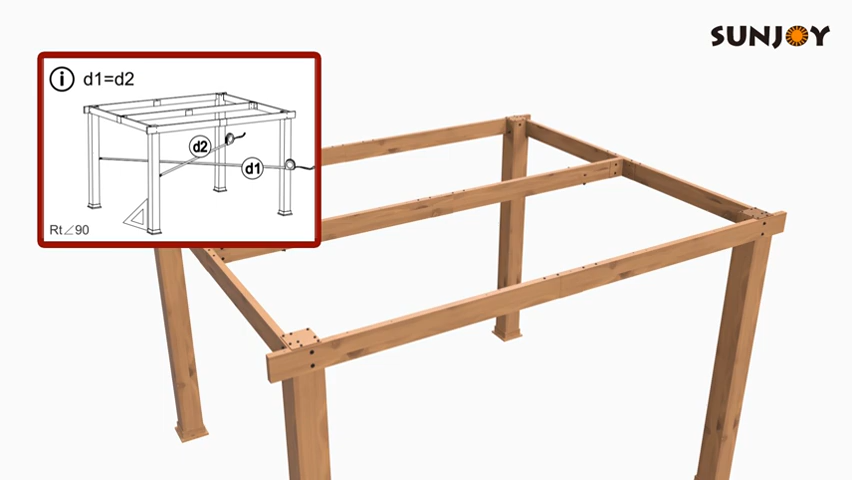 SUNJOY
i d1=d2
d2
d1
Rt∠90